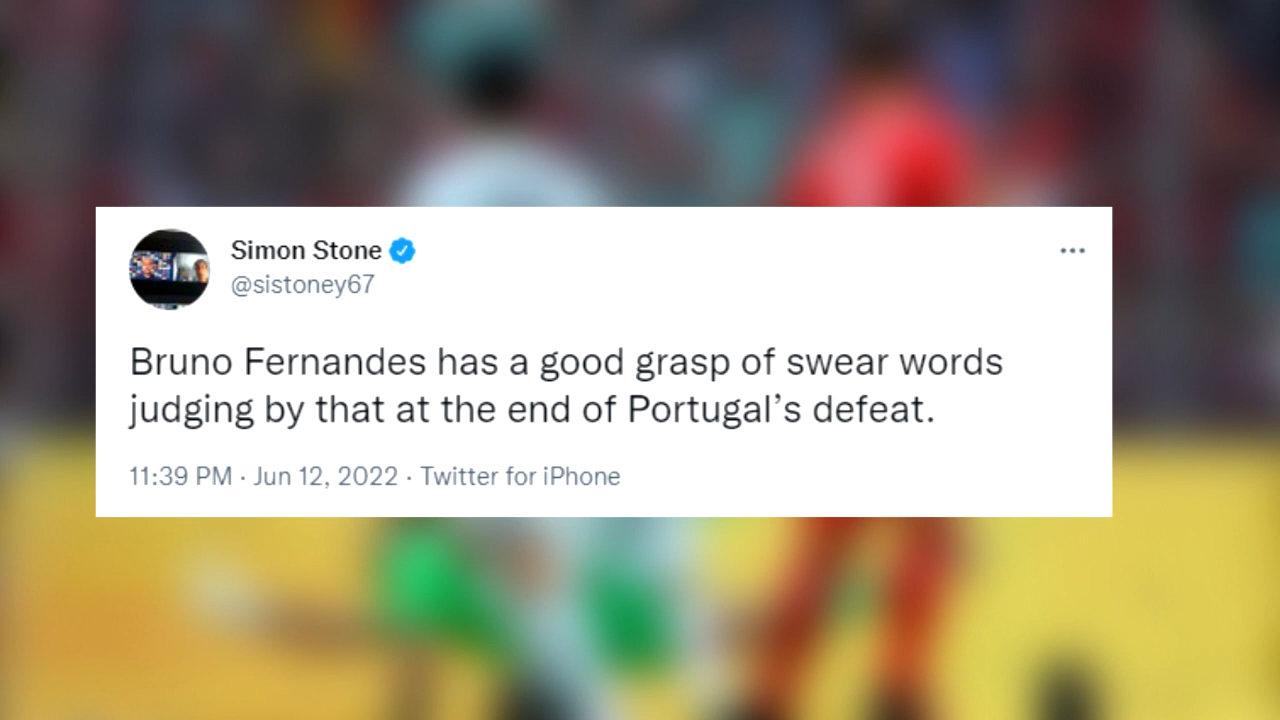 Simon Stone
@sistoney67
Bruno Fernandes has a good grasp of swear words
judging by that at the end of Portugal’s defeat.
11:39 PM · Jun 12, 2022 · Twitter for iPhone